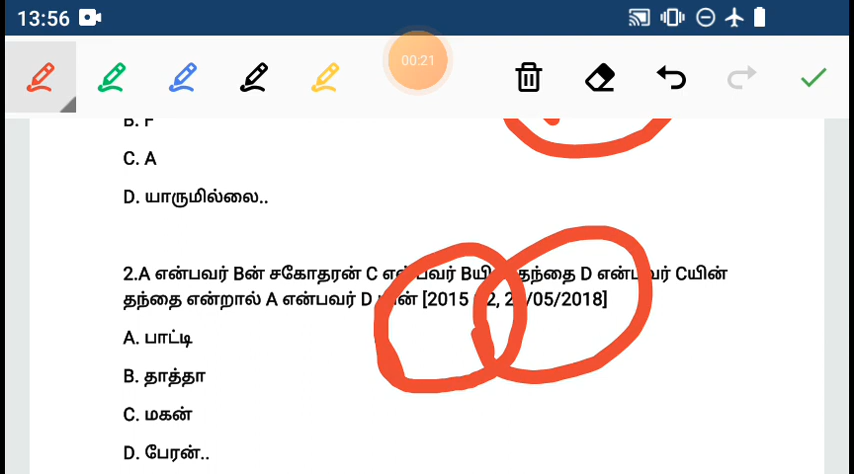 13:56
00:21
B. F
C. A
D. யாருமில்லை..
2.A என்பவர் Bன் சகோதரன் C என்பவர் Bயின் தந்தை D என்பவர் Cயின்
தந்தை என்றால் A என்பவர் D யின் [2015 2, 2 /05/2018]
A. பாட்டி
B. தாத்தா
C. மகன்
D. பேரன்..